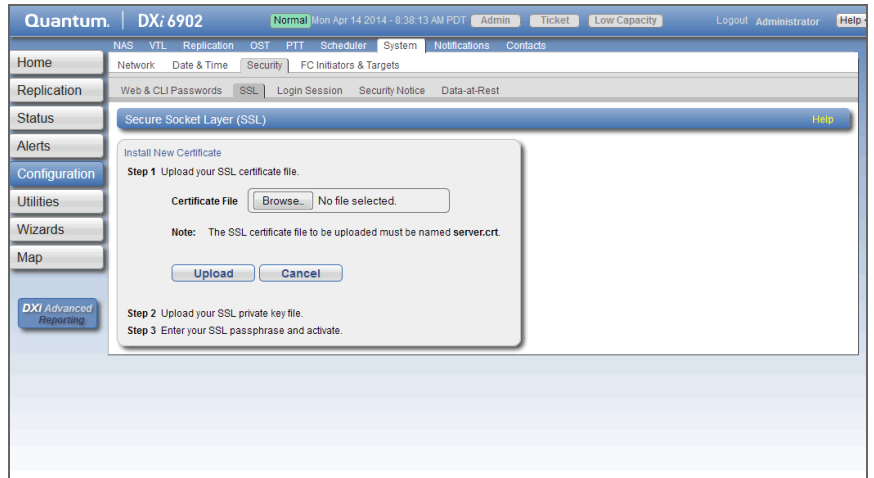 Quantum. DXi 6902 Normal Mon Apr 14 2014 - 8:38:13 AM PDT Admin Ticket Low Capacity Logout Administrator Help
NAS VTL Replication OST PTT Scheduler System Notifications Contacts
Home
Network Date & Time Security FC Initiators & Targets
Replication
Web & CLI Passwords SSL Login Session Security Notice Data-at-Rest
Status
Secure Socket Layer (SSL) Help
Alerts
Install New Certificate
Step 1 Upload your SSL certificate file.
Configuration
Utilities
Certificate File Browse.. No file selected.
Wizards
Note: The SSL certificate file to be uploaded must be named server.crt.
Map
Upload Cancel
DXi Advanced
Reporting
Step 2 Upload your SSL private key file.
Step 3 Enter your SSL passphrase and activate.